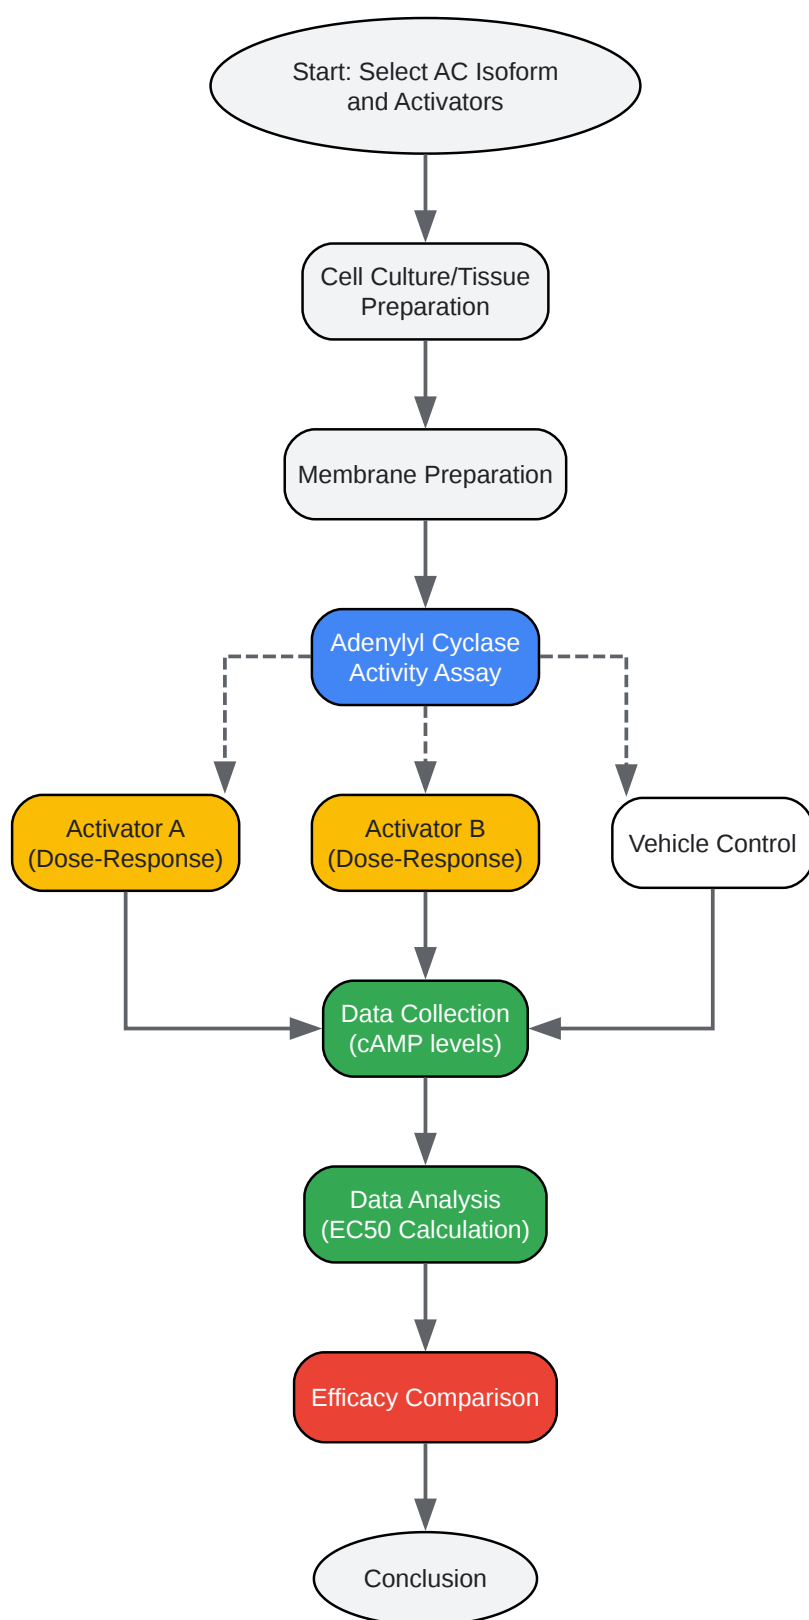 Start: Select AC Isoform
and Activators
Cell Culture/Tissue
Preparation
Membrane Preparation
Adenylyl Cyclase
Activity Assay
Activator A
(Dose-Response)
Activator B
(Dose-Response)
Vehicle Control
Data Collection
(cAMP levels)
Data Analysis
(EC50 Calculation)
Efficacy Comparison
Conclusion